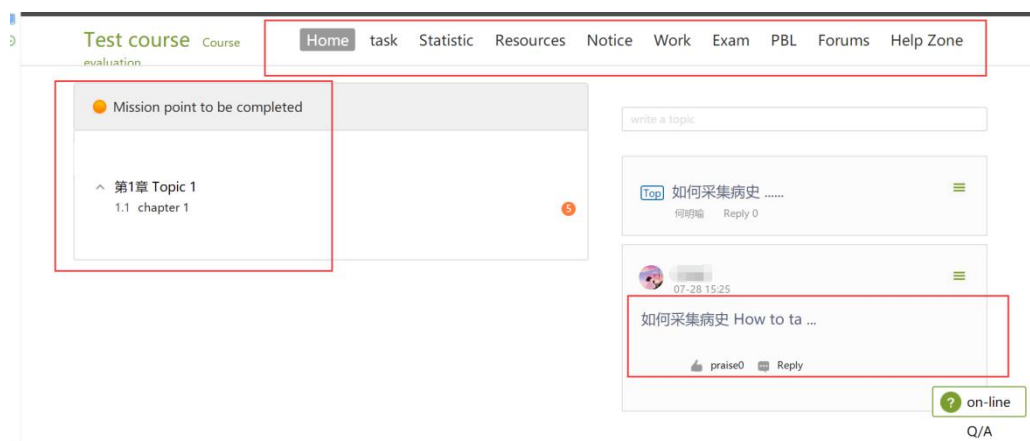 Test course Course evaluation
Home task Statistic Resources Notice Work Exam PBL Forums Help Zone
Mission point to be completed
第1章 Topic 1
1.1 chapter 1
5
write a topic
Top 如何采集病史 ......
何明喻 Reply 0
07-28 15:25
如何采集病史 How to ta ...
praise0 Reply
? on-line
Q/A